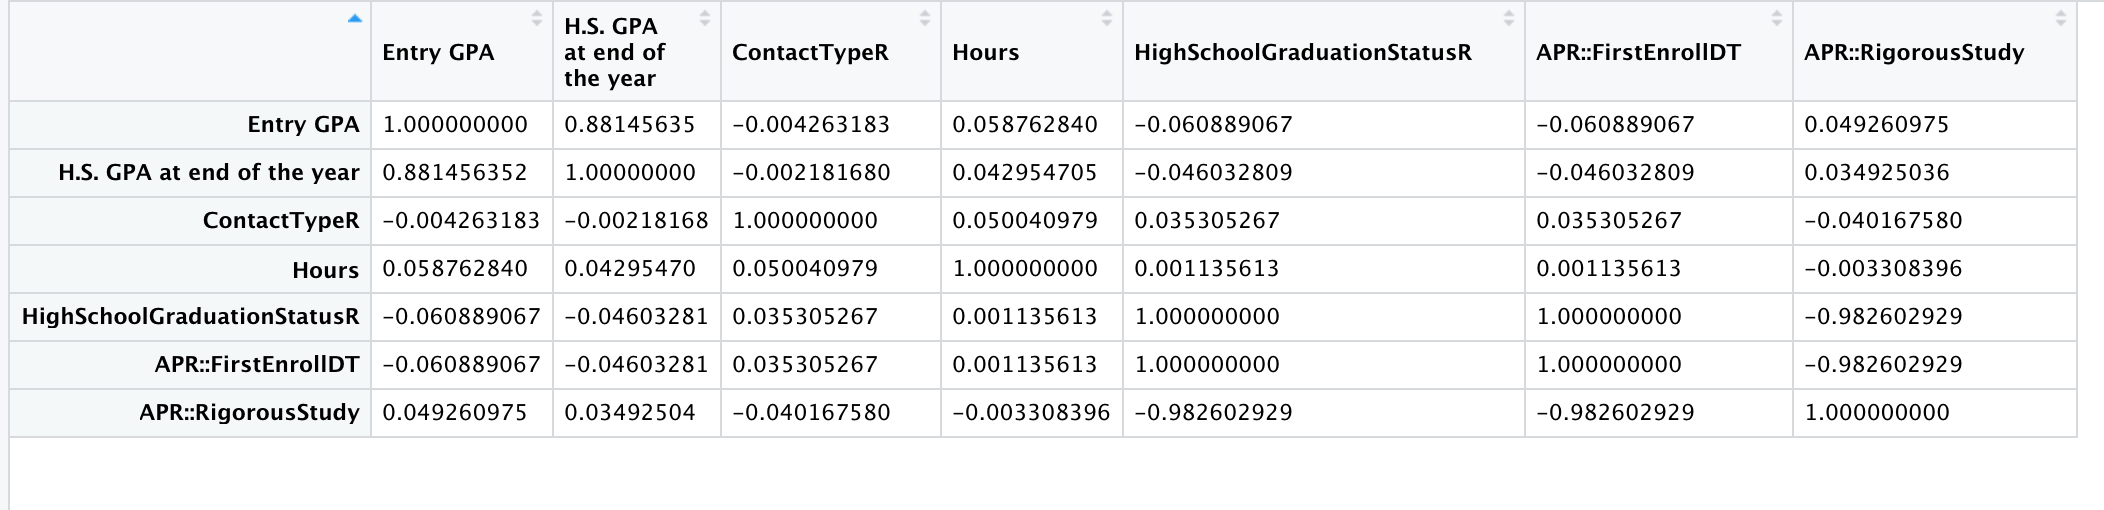 Entry GPA H.S. GPA at end of the year ContactTypeR Hours HighSchoolGraduationStatusR APR::FirstEnrollDT APR::RigorousStudy
Entry GPA 1.000000000 0.88145635 -0.004263183 0.058762840 -0.060889067 -0.060889067 0.049260975
H.S. GPA at end of the year 0.881456352 1.00000000 -0.002181680 0.042954705 -0.046032809 -0.046032809 0.034925036
ContactTypeR -0.004263183 -0.00218168 1.000000000 0.050040979 0.035305267 0.035305267 -0.040167580
Hours 0.058762840 0.04295470 0.050040979 1.000000000 0.001135613 0.001135613 -0.003308396
HighSchoolGraduationStatusR -0.060889067 -0.04603281 0.035305267 0.001135613 1.000000000 1.000000000 -0.982602929
APR::FirstEnrollDT -0.060889067 -0.04603281 0.035305267 0.001135613 1.000000000 1.000000000 -0.982602929
APR::RigorousStudy 0.049260975 0.03492504 -0.040167580 -0.003308396 -0.982602929 -0.982602929 1.000000000